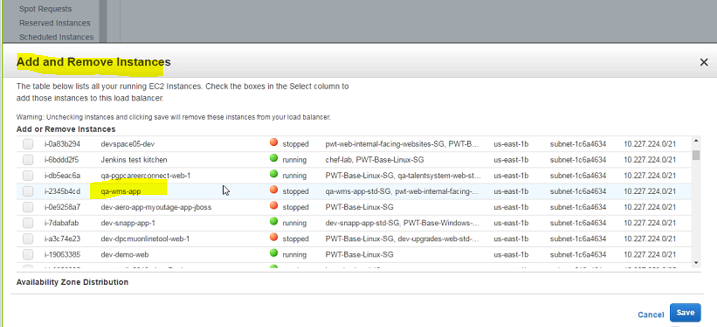 Spot Requests
Reserved Instances
Scheduled Instances
Add and Remove Instances ×
The table below lists all your running EC2 Instances. Check the boxes in the Select column to
add those instances to this load balancer.
Warning: Unchecking instances and clicking save will remove these instances from your load balancer.
Add or Remove Instances
i-0a83b294 devspace05-dev stopped pwt-web-internal-facing-websites-SG, PWT-B... us-east-1b subnet-1c6a4634 10.227.224.0/21
i-6bddd2f5 Jenkins test kitchen running chef-lab, PWT-Base-Linux-SG us-east-1b subnet-1c6a4634 10.227.224.0/21
i-db5eac6a qa-pgpcareerconnect-web-1 running PWT-Base-Linux-SG, qa-talentsystem-web-st... us-east-1b subnet-1c6a4634 10.227.224.0/21
i-2345b4cd qa-wms-app stopped qa-wms-app-std-SG, pwt-web-internal-facing-... us-east-1b subnet-1c6a4634 10.227.224.0/21
i-0e9258a7 dev-aero-app-myoutage-app-jboss stopped PWT-Base-Linux-SG us-east-1b subnet-1c6a4634 10.227.224.0/21
i-7dabafab dev-snapp-app-1 running dev-snapp-app-std-SG, PWT-Base-Windows-... us-east-1b subnet-1c6a4634 10.227.224.0/21
i-a3c74e23 dev-dpcmuonlinetool-web-1 stopped PWT-Base-Linux-SG, dev-upgrades-web-std-... us-east-1b subnet-1c6a4634 10.227.224.0/21
i-19063385 dev-demo-web running PWT-Base-Linux-SG us-east-1b subnet-1c6a4634 10.227.224.0/21
Availability Zone Distribution
Cancel Save